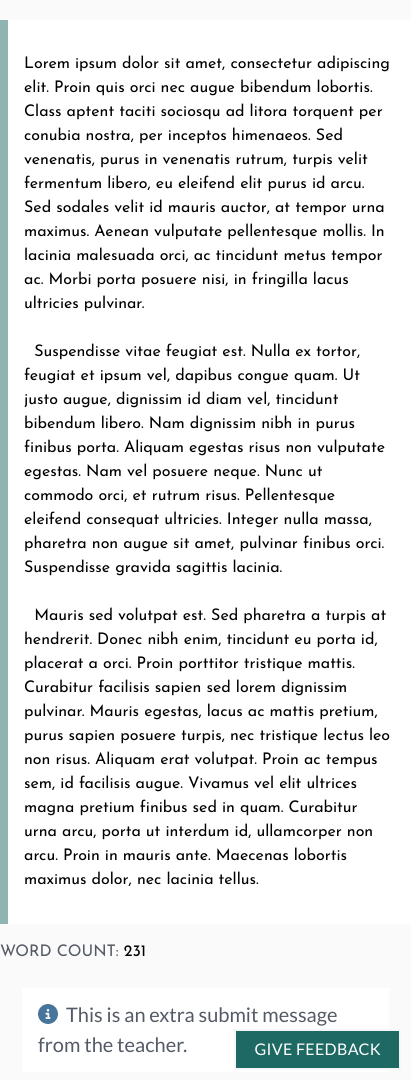 Lorem ipsum dolor sit amet, consectetur adipiscing
elit. Proin quis orci nec augue bibendum lobortis.
Class aptent taciti sociosqu ad litora torquent per
conubia nostra, per inceptos himenaeos. Sed
venenatis, purus in venenatis rutrum, turpis velit
fermentum libero, eu eleifend elit purus id arcu.
Sed sodales velit id mauris auctor, at tempor urna
maximus. Aenean vulputate pellentesque mollis. In
lacinia malesuada orci, ac tincidunt metus tempor
ac. Morbi porta posuere nisi, in fringilla lacus
ultricies pulvinar.
Suspendisse vitae feugiat est. Nulla ex tortor,
feugiat et ipsum vel, dapibus congue quam. Ut
justo augue, dignissim id diam vel, tincidunt
bibendum libero. Nam dignissim nibh in purus
finibus porta. Aliquam egestas risus non vulputate
egestas. Nam vel posuere neque. Nunc ut
commodo orci, et rutrum risus. Pellentesque
eleifend consequat ultricies. Integer nulla massa,
pharetra non augue sit amet, pulvinar finibus orci.
Suspendisse gravida sagittis lacinia.
Mauris sed volutpat est. Sed pharetra a turpis at
hendrerit. Donec nibh enim, tincidunt eu porta id,
placerat a orci. Proin porttitor tristique mattis.
Curabitur facilisis sapien sed lorem dignissim
pulvinar. Mauris egestas, lacus ac mattis pretium,
purus sapien posuere turpis, nec tristique lectus leo
non risus. Aliquam erat volutpat. Proin ac tempus
sem, id facilisis augue. Vivamus vel elit ultrices
magna pretium finibus sed in quam. Curabitur
urna arcu, porta ut interdum id, ullamcorper non
arcu. Proin in mauris ante. Maecenas lobortis
maximus dolor, nec lacinia tellus.
WORD COUNT: 231
This is an extra submit message
from the teacher.
GIVE FEEDBACK